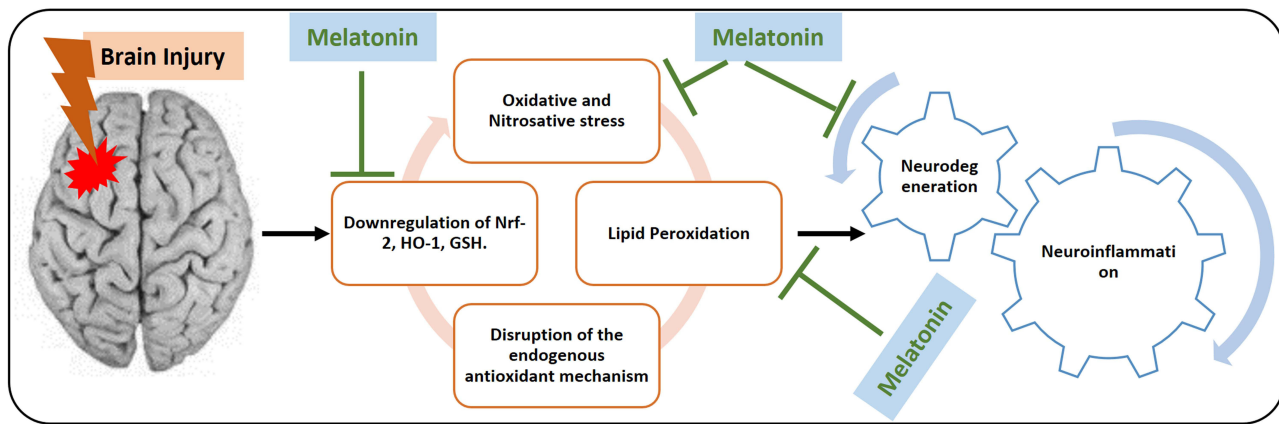 Brain Injury
Melatonin
Melatonin
Oxidative and
Nitrosative stress
Downregulation of Nrf-
2, HO-1, GSH.
Lipid Peroxidation
Disruption of the
endogenous
antioxidant mechanism
Neurodeg
eneration
Neuroinflammati
on
Melatonin